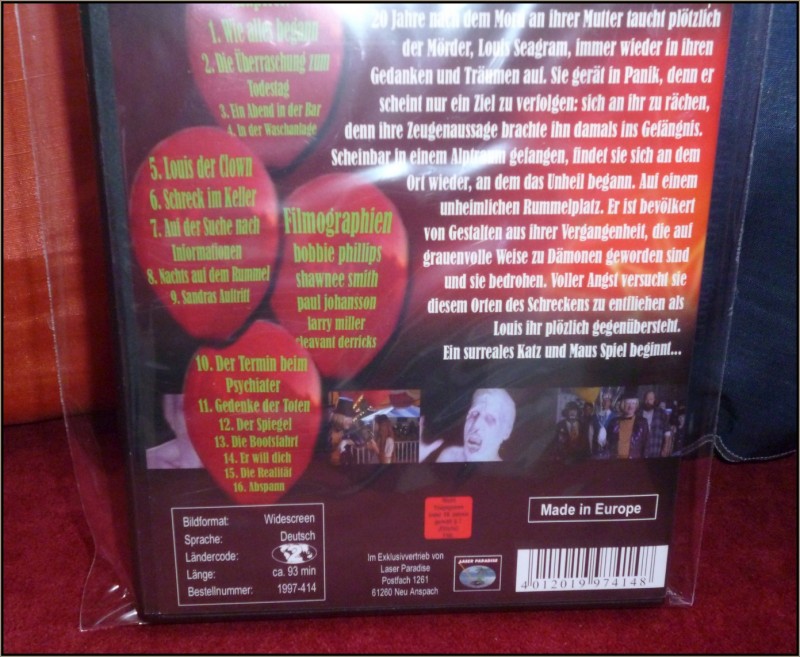 1. Wie alles begann
2. Die Überraschung zum
Todestag
3. Ein Abend in der Bar
4. In der Waschanlage
5. Louis der Clown
6. Schreck im Keller
7. Auf der Suche nach
Informationen
8. Nachts auf dem Rummel
9. Sandras Auftritt
Filmographien
bobbie phillips
shawnee smith
paul johansson
larry miller
cleavant derricks
10. Der Termin beim
Psychiater
11. Gedenke der Toten
12. Der Spiegel
13. Die Bootsfahrt
14. Er will dich
15. Die Realität
16. Abspann
20 Jahre nach dem Mord an ihrer Mutter taucht plötzlich
der Mörder, Louis Seagram, immer wieder in ihren
Gedanken und Träumen auf. Sie gerät in Panik, denn er
scheint nur ein Ziel zu verfolgen: sich an ihr zu rächen,
denn ihre Zeugenaussage brachte ihn damals ins Gefängnis.
Scheinbar in einem Alptraum gefangen, findet sie sich an dem
Ort wieder, an dem das Unheil begann. Auf einem
unheimlichen Rummelplatz. Er ist bevölkert
von Gestalten aus ihrer Vergangenheit, die auf
grauenvolle Weise zu Dämonen geworden sind
und sie bedrohen. Voller Angst versucht sie
diesem Orten des Schreckens zu entfliehen als
Louis ihr plözlich gegenübersteht.
Ein surreales Katz und Maus Spiel beginnt...
Bildformat: Widescreen
Sprache: Deutsch
Ländercode: 2
Länge: ca. 93 min
Bestellnummer: 1997-414
Im Exklusivvertrieb von
Laser Paradise
Postfach 1261
61260 Neu Anspach
LASER PARADISE
Made in Europe
4 012019 974148